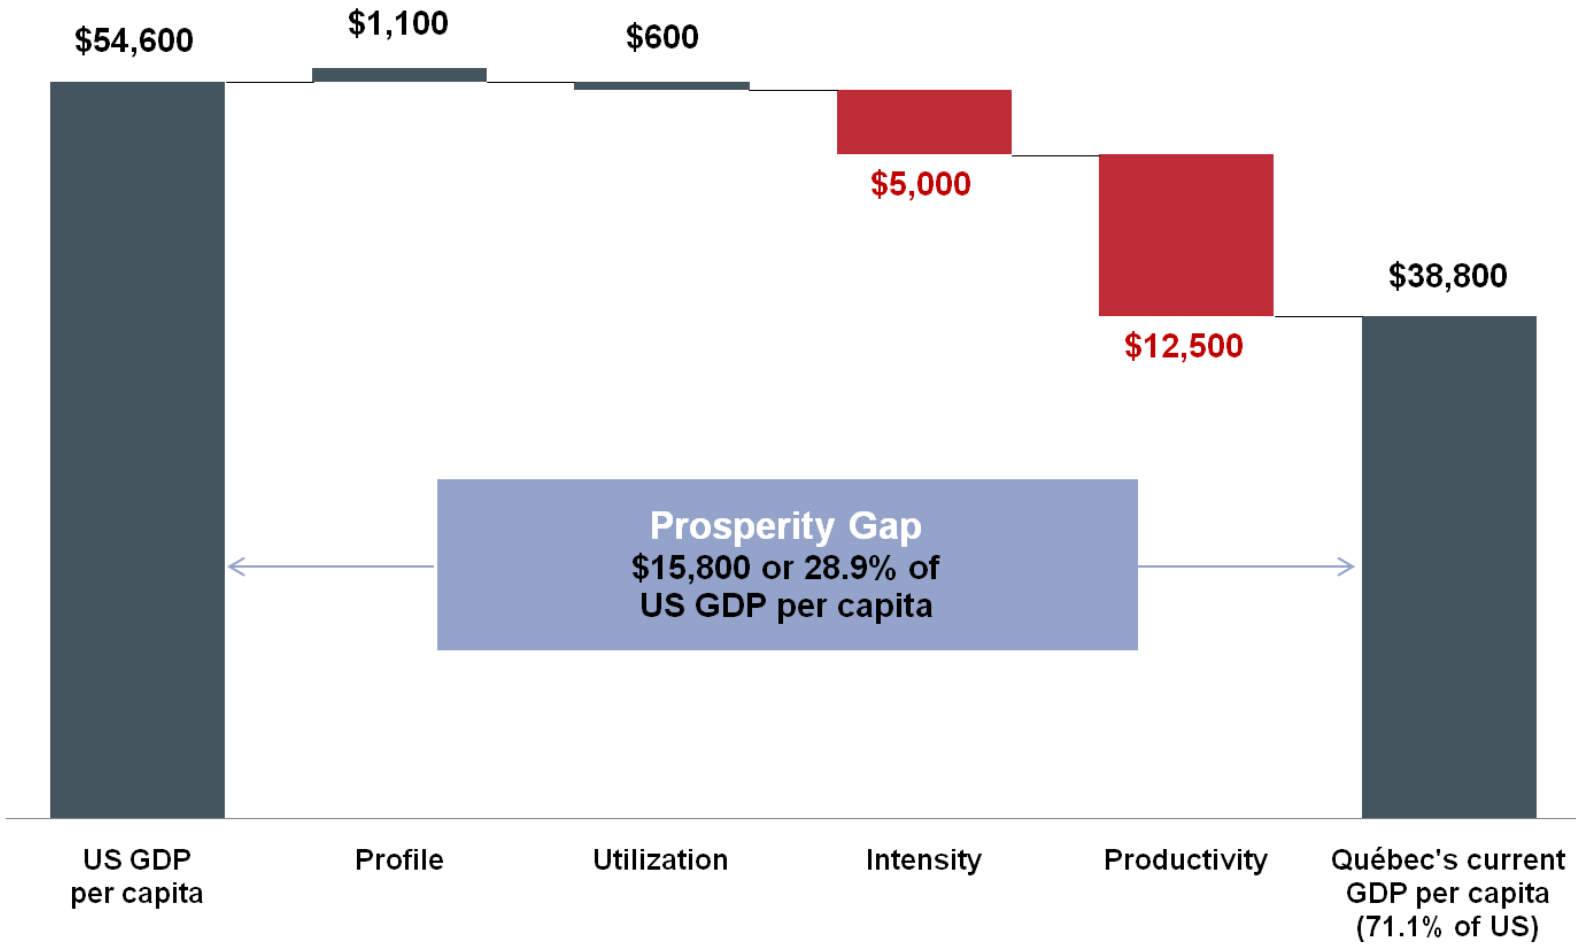 $54,600
$1,100
$600
$5,000
$12,500
$38,800
Prosperity Gap
$15,800 or 28.9% of
US GDP per capita
US GDP
per capita
Profile
Utilization
Intensity
Productivity
Québec's current
GDP per capita
(71.1% of US)